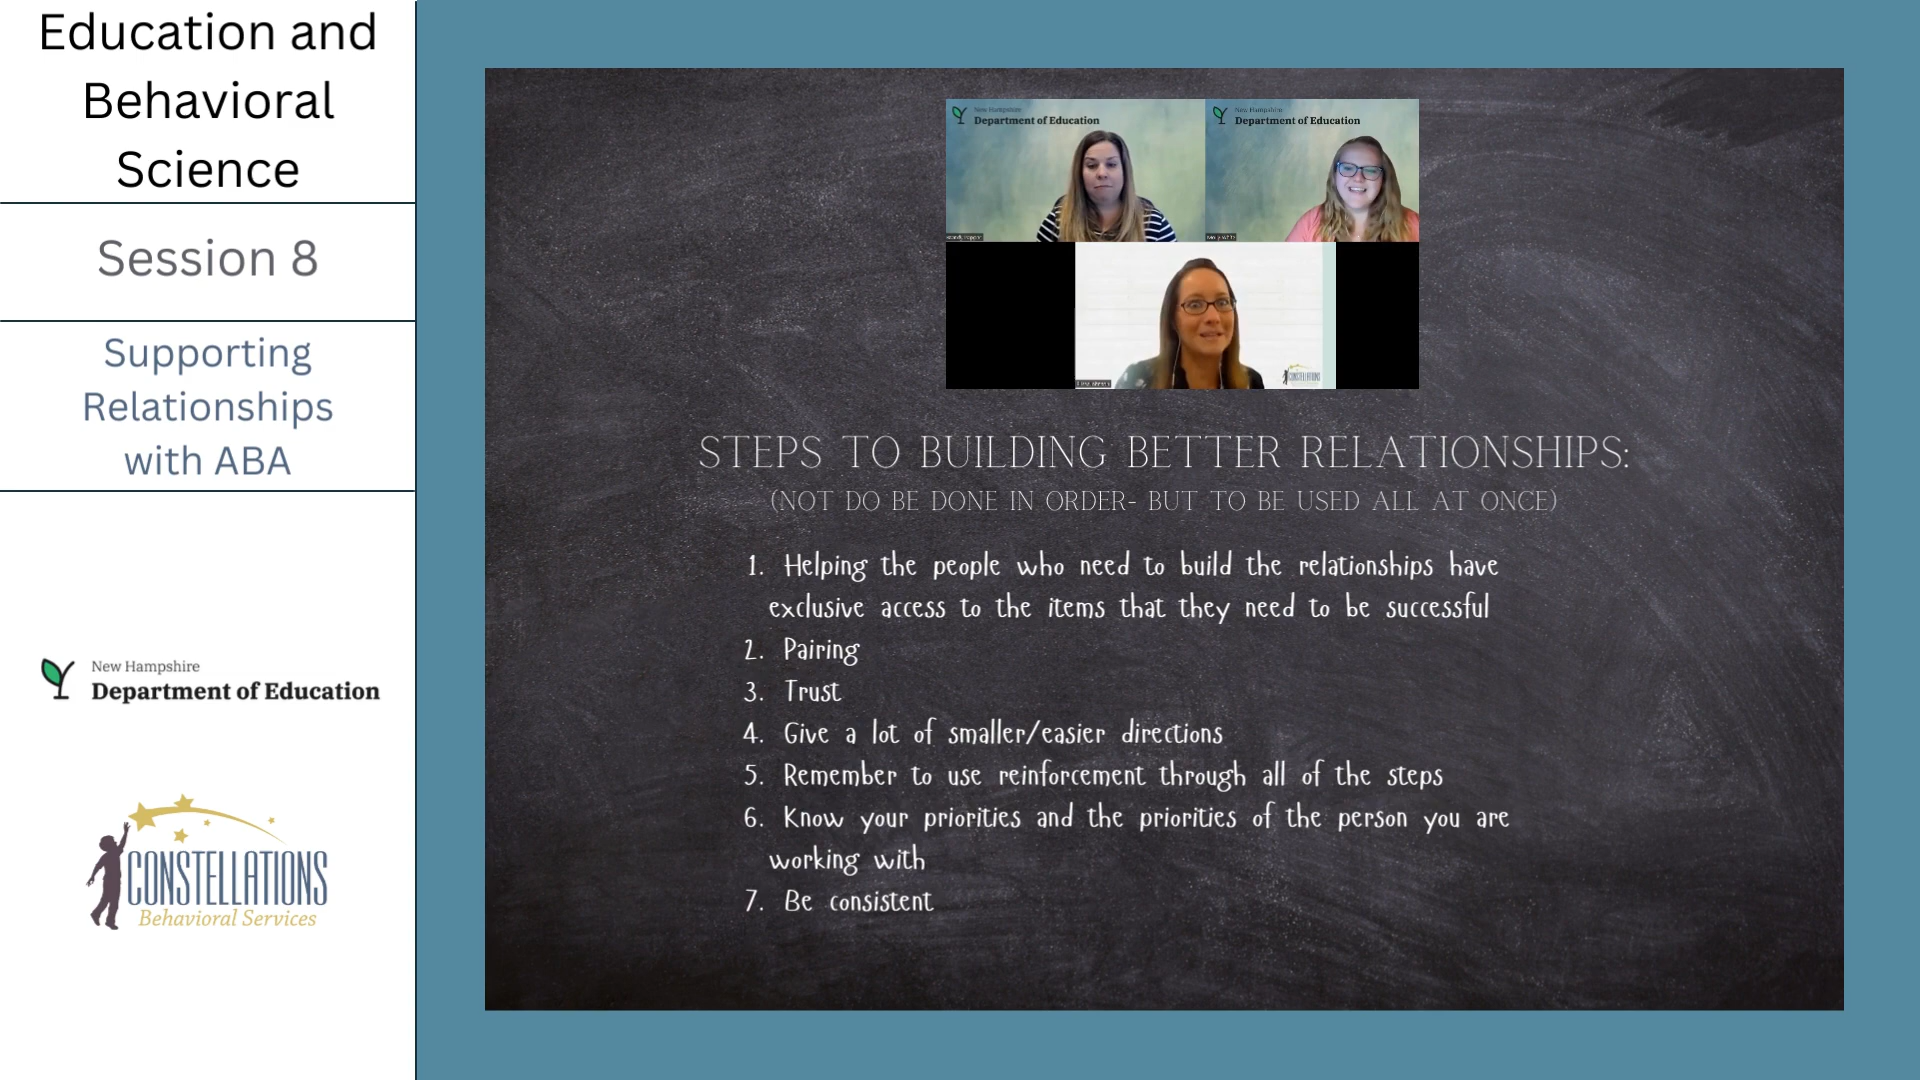 Education and
Behavioral
Science
Session 8
Supporting
Relationships
with ABA
New Hampshire
Department of Education
CONSTELLATIONS
Behavioral Services
New Hampshire
Department of Education
New Hampshire
Department of Education
CONSTELLATIONS
STEPS TO BUILDING BETTER RELATIONSHIPS:
(NOT DO BE DONE IN ORDER- BUT TO BE USED ALL AT ONCE)
1. Helping the people who need to build the relationships have
exclusive access to the items that they need to be successful
2. Pairing
3. Trust
4. Give a lot of smaller/easier directions
5. Remember to use reinforcement through all of the steps
6. Know your priorities and the priorities of the person you are
working with
7. Be consistent